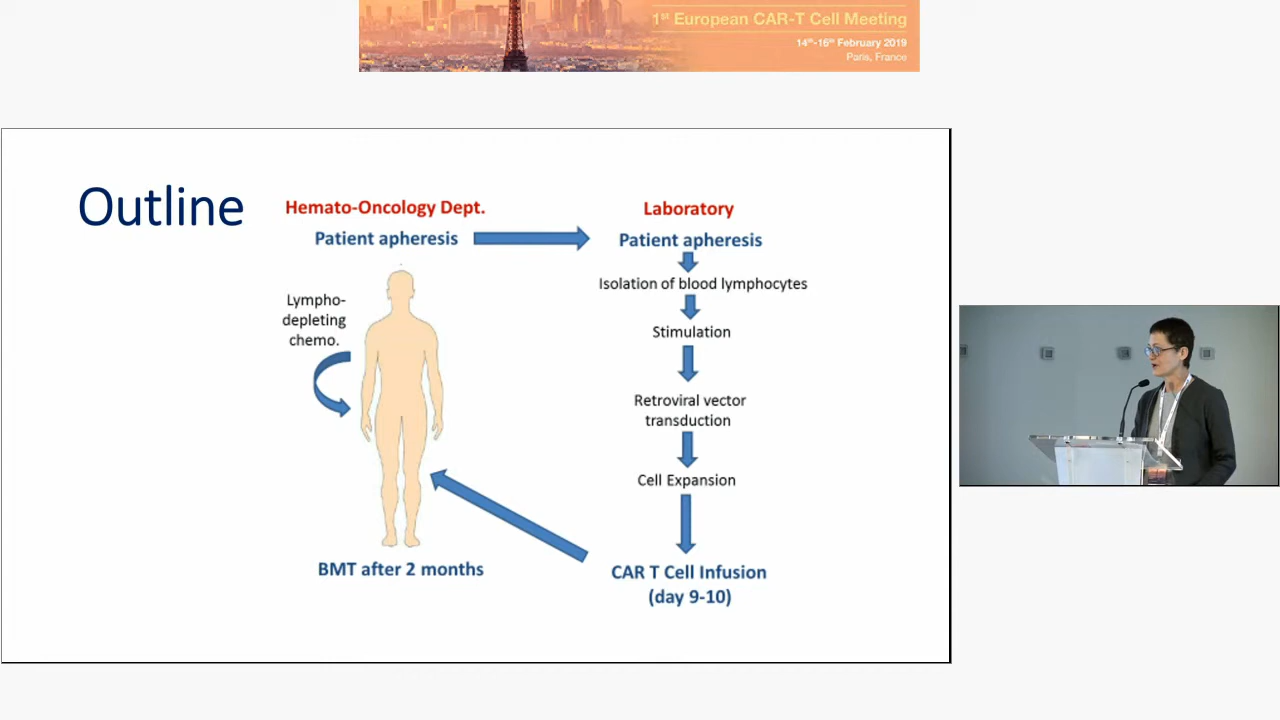 1st European CAR-T Cell Meeting
14th-16th February 2019
Paris, France
Outline
Hemato-Oncology Dept.
Patient apheresis
Lympho-
depleting
chemo.
BMT after 2 months
Laboratory
Patient apheresis
Isolation of blood lymphocytes
Stimulation
Retroviral vector
transduction
Cell Expansion
CAR T Cell Infusion
(day 9-10)